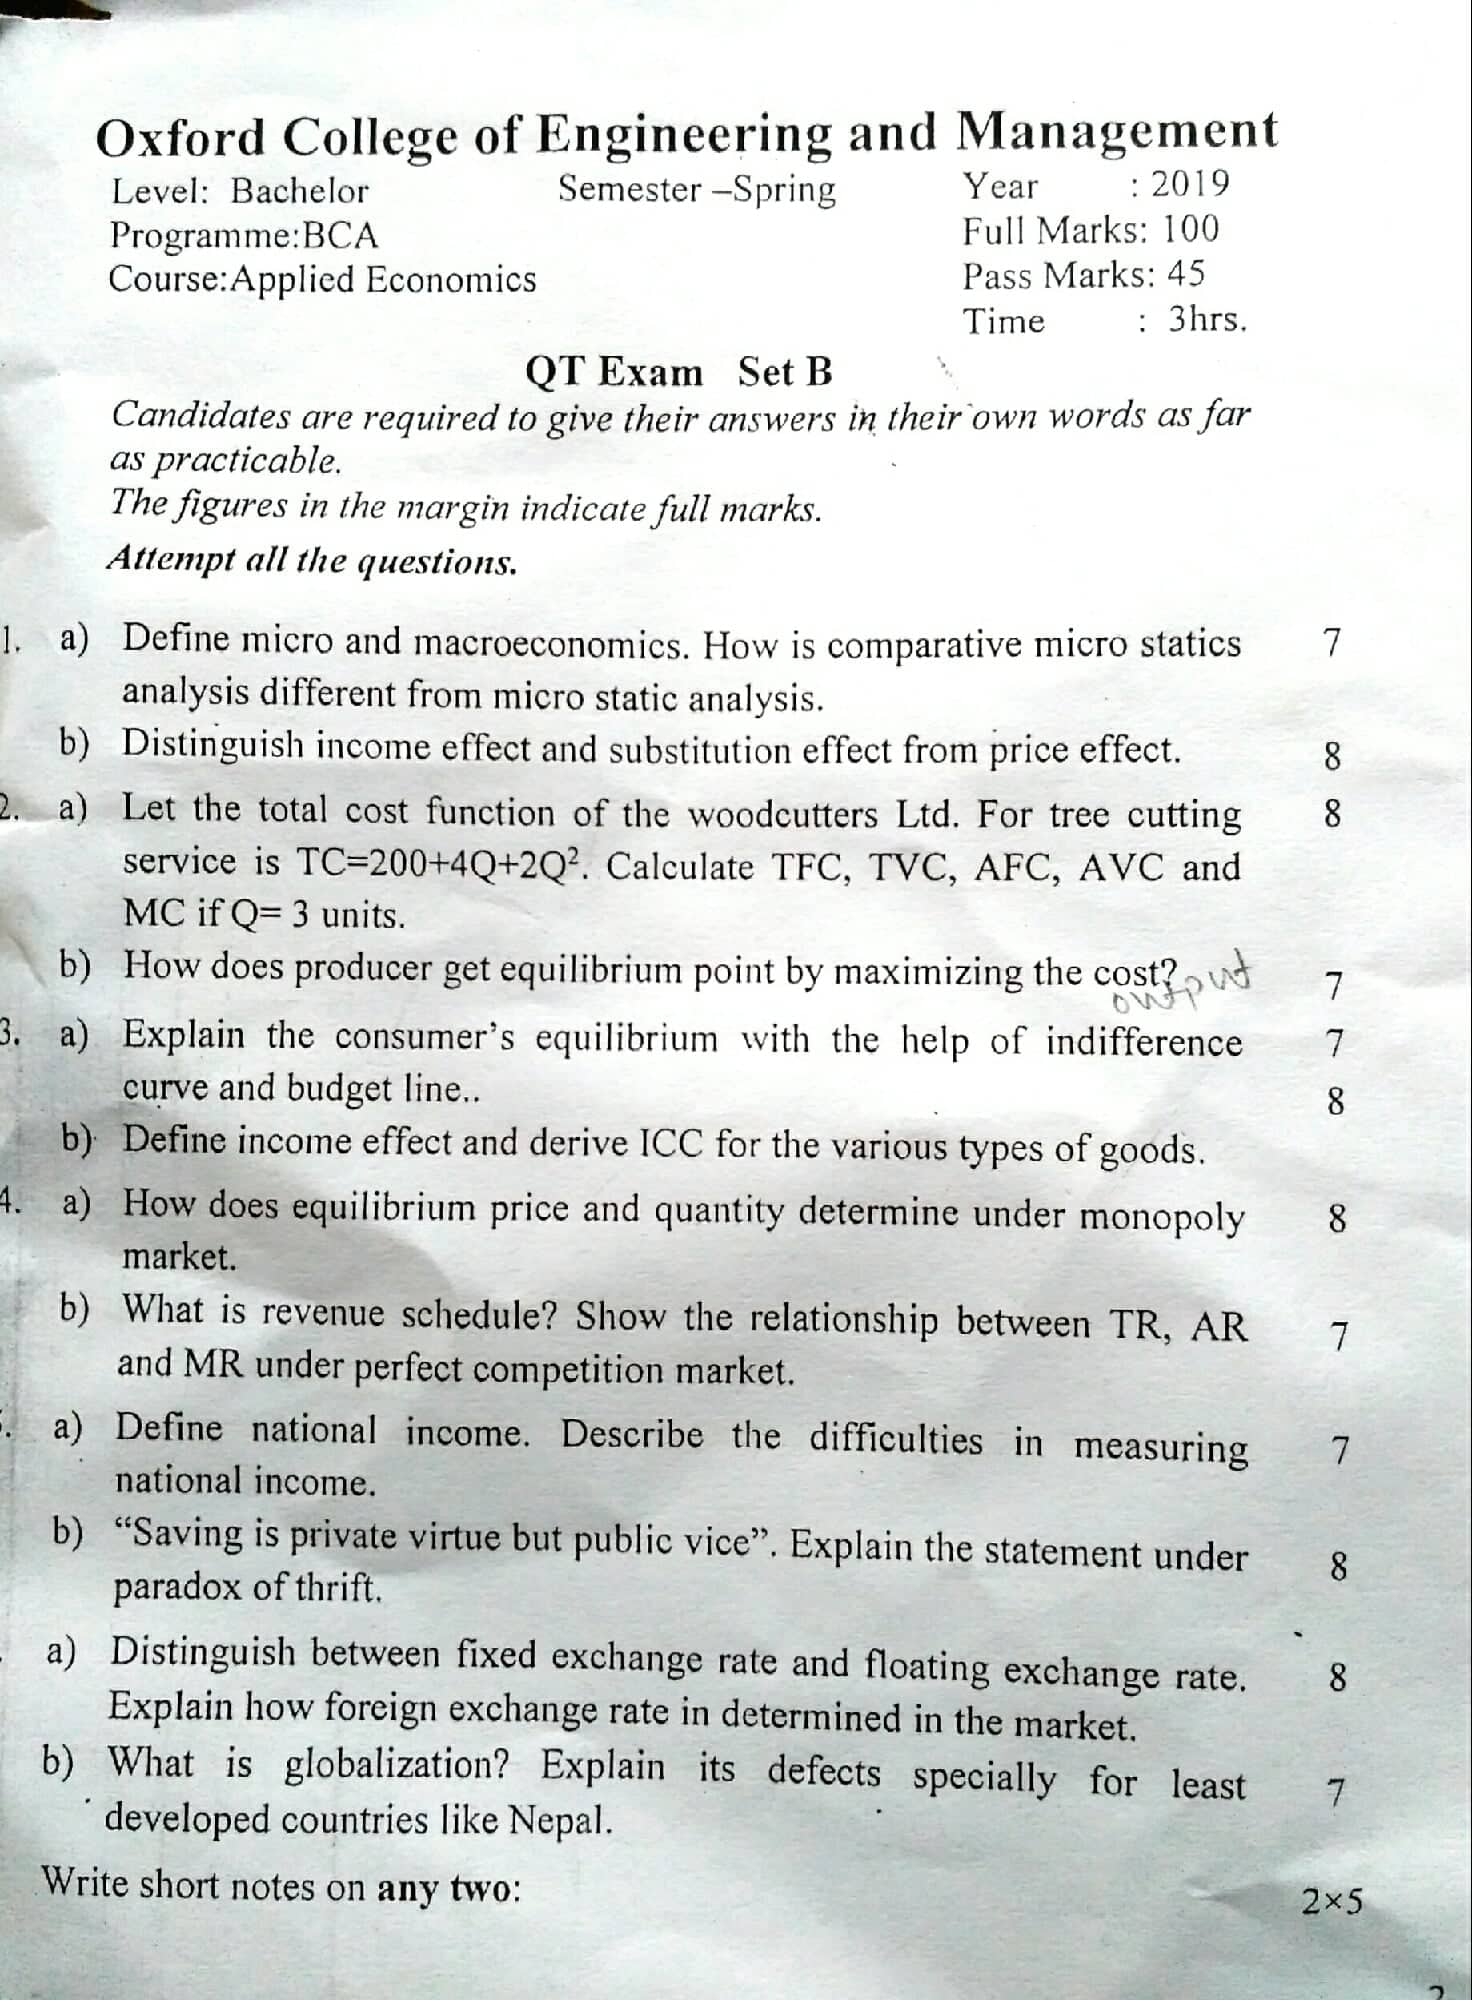 Oxford College of Engineering and Management
Level: Bachelor Semester –Spring Year : 2019
Programme:BCA Full Marks: 100
Course:Applied Economics Pass Marks: 45
Time : 3hrs.
QT Exam Set B
Candidates are required to give their answers in their own words as far
as practicable.
The figures in the margin indicate full marks.
Attempt all the questions.
1. a) Define micro and macroeconomics. How is comparative micro statics 7
analysis different from micro static analysis.
b) Distinguish income effect and substitution effect from price effect. 8
2. a) Let the total cost function of the woodcutters Ltd. For tree cutting 8
service is TC=200+4Q+2Q². Calculate TFC, TVC, AFC, AVC and
MC if Q= 3 units.
b) How does producer get equilibrium point by maximizing the cost? output 7
3. a) Explain the consumer's equilibrium with the help of indifference 7
curve and budget line.. 8
b) Define income effect and derive ICC for the various types of goods.
4. a) How does equilibrium price and quantity determine under monopoly 8
market.
b) What is revenue schedule? Show the relationship between TR, AR 7
and MR under perfect competition market.
a) Define national income. Describe the difficulties in measuring 7
national income.
b) “Saving is private virtue but public vice”. Explain the statement under 8
paradox of thrift.
a) Distinguish between fixed exchange rate and floating exchange rate. 8
Explain how foreign exchange rate in determined in the market.
b) What is globalization? Explain its defects specially for least 7
developed countries like Nepal.
Write short notes on any two: 2×5